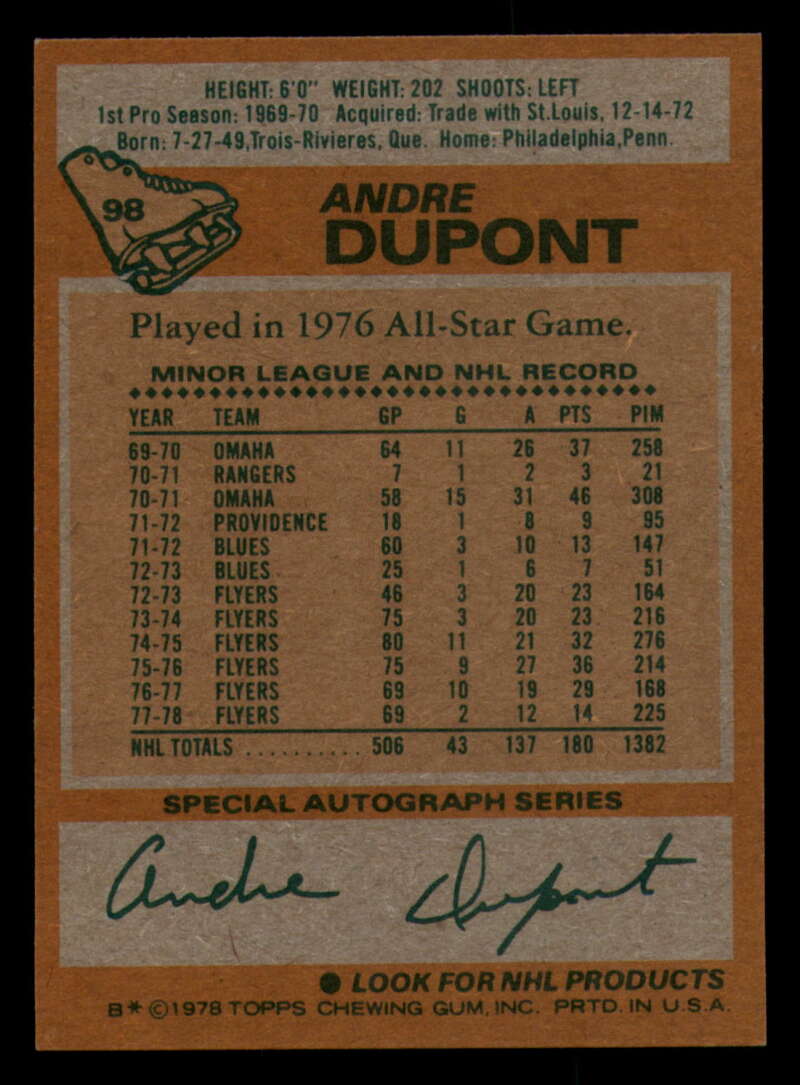 HEIGHT: 6'0" WEIGHT: 202 SHOOTS: LEFT
1st Pro Season: 1969-70 Acquired: Trade with St.Louis, 12-14-72
Born: 7-27-49,Trois-Rivieres, Que. Home: Philadelphia,Penn.
98
ANDRE
DUPONT
Played in 1976 All-Star Game.
MINOR LEAGUE AND NHL RECORD
YEAR TEAM GP G A PTS PIM
69-70 OMAHA 64 11 26 37 258
70-71 RANGERS 7 1 2 3 21
70-71 OMAHA 58 15 31 46 308
71-72 PROVIDENCE 18 1 8 9 95
71-72 BLUES 60 3 10 13 147
72-73 BLUES 25 1 6 7 51
72-73 FLYERS 46 3 20 23 164
73-74 FLYERS 75 3 20 23 216
74-75 FLYERS 80 11 21 32 276
75-76 FLYERS 75 9 27 36 214
76-77 FLYERS 69 10 19 29 168
77-78 FLYERS 69 2 12 14 225
NHL TOTALS .......... 506 43 137 180 1382
SPECIAL AUTOGRAPH SERIES
Andre Dupont
● LOOK FOR NHL PRODUCTS
B* ©1978 TOPPS CHEWING GUM, INC. PRTD. IN U.S.A.